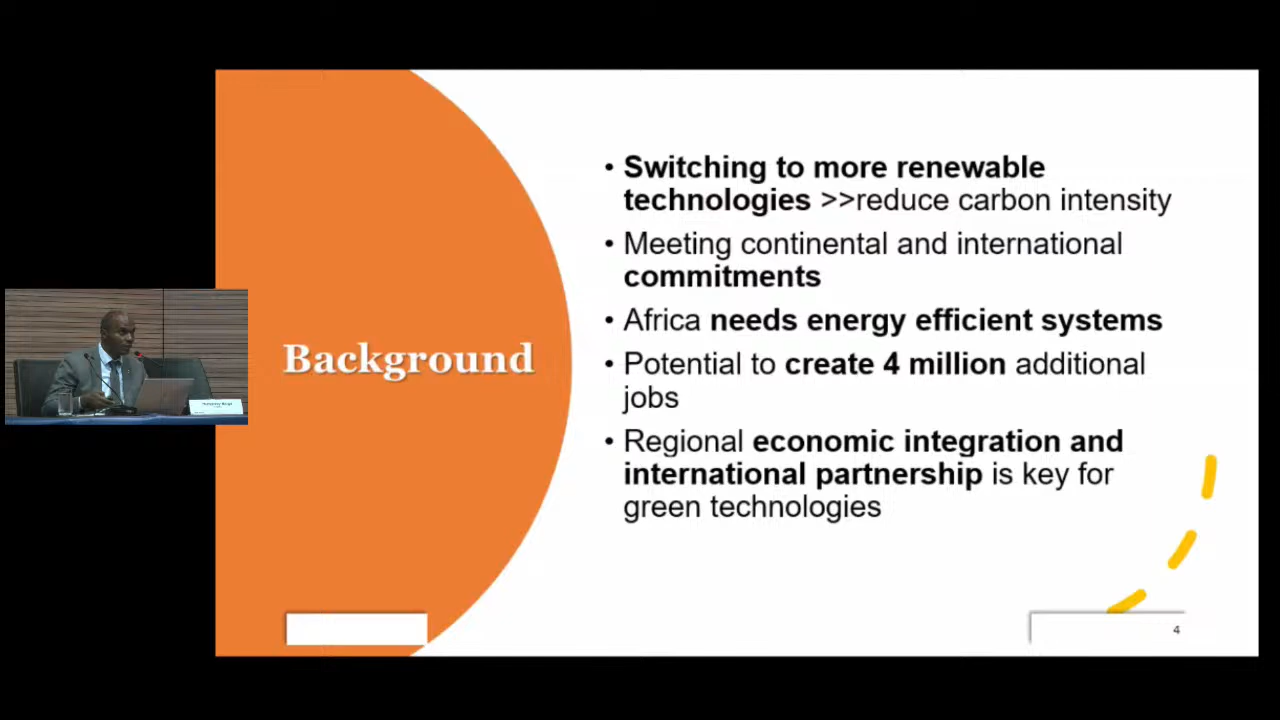 Background
• Switching to more renewable
technologies >>reduce carbon intensity
• Meeting continental and international
commitments
• Africa needs energy efficient systems
• Potential to create 4 million additional
jobs
• Regional economic integration and
international partnership is key for
green technologies
4